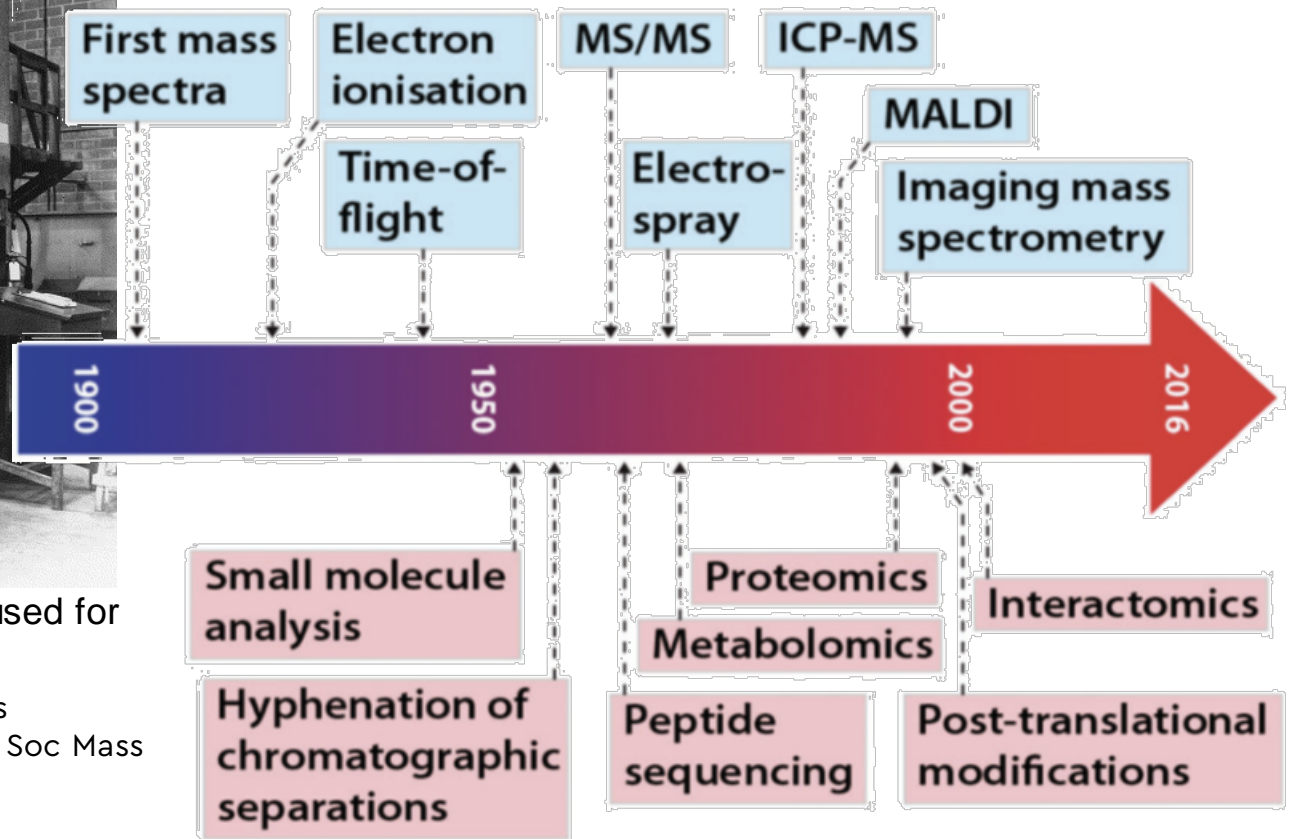 First mass
spectra
Electron
ionisation
MS/MS
ICP-MS
MALDI
Time-of-
flight
Electro-
spray
Imaging mass
spectrometry
1900
1950
2000
2016
Small molecule
analysis
Proteomics
Interactomics
Metabolomics
Hyphenation of
chromatographic
separations
Peptide
sequencing
Post-translational
modifications
used for
s
Soc Mass